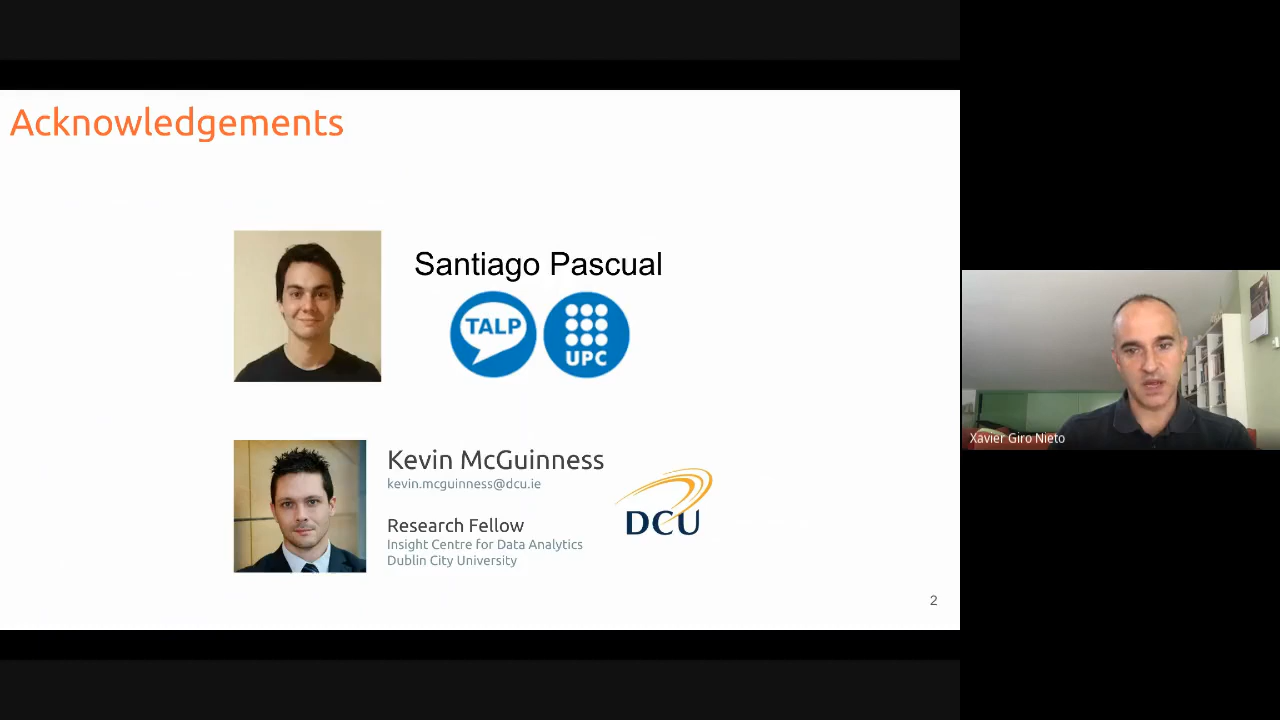 Acknowledgements
Santiago Pascual
TALP
UPC
Kevin McGuinness
kevin.mcguinness@dcu.ie
DCU
Research Fellow
Insight Centre for Data Analytics
Dublin City University
2
Xavier Giro Nieto